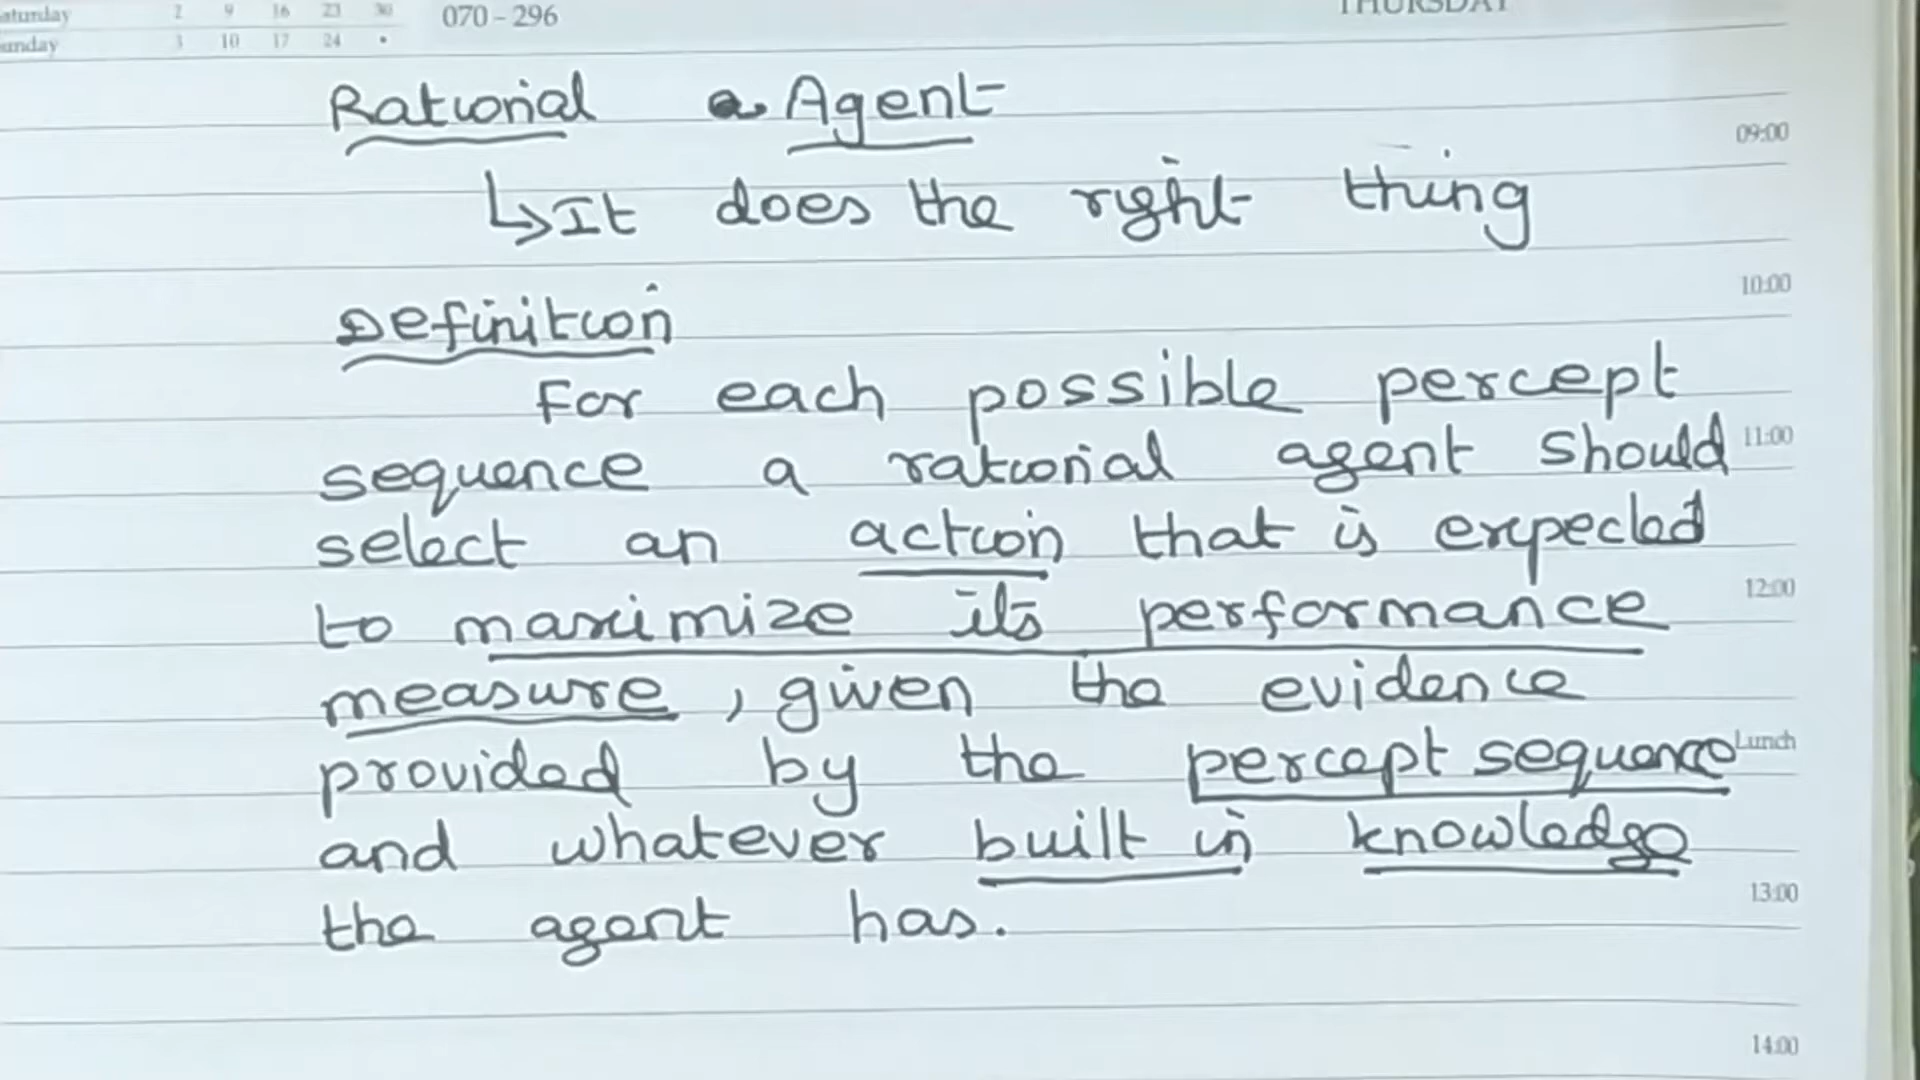 aturday 2 9 16 23 30 070-296
unday 3 10 17 24 • THURSDAY
Rational Agent
09:00
↳It does the right thing
10:00
Definition
For each possible percept
sequence a rational agent should 11:00
select an action that is expected
to maximize its performance 12:00
measure, given the evidence
provided by the percept sequence Lunch
and whatever built in knowledge
13:00
the agent has.
14:00